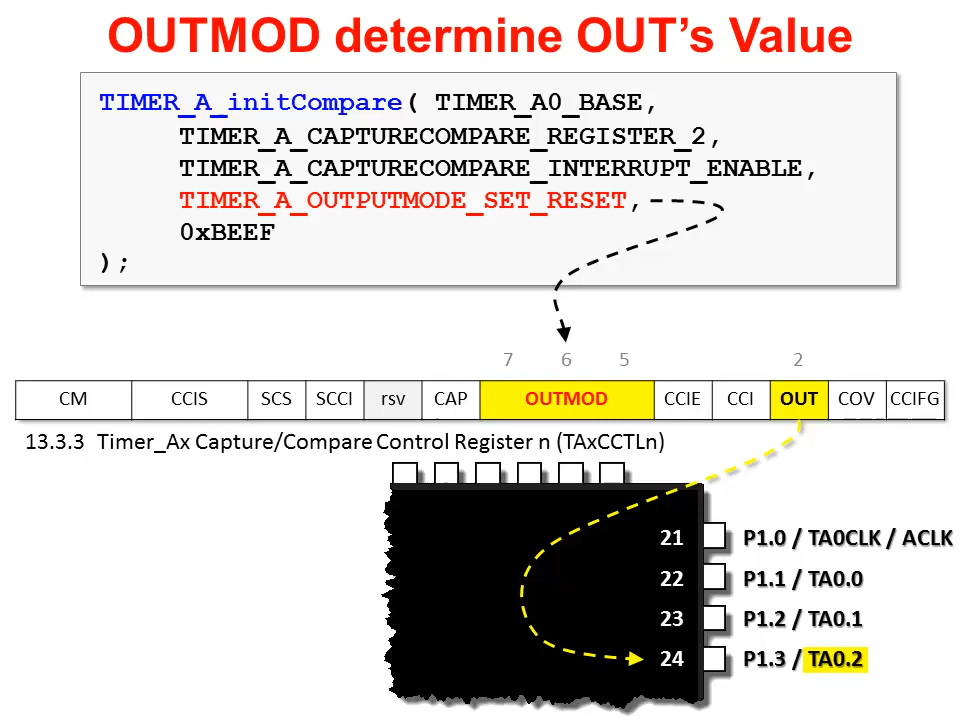 OUTMOD determine OUT’s Value
TIMER_A_initCompare( TIMER_A0_BASE,
TIMER_A_CAPTURECOMPARE_REGISTER_2,
TIMER_A_CAPTURECOMPARE_INTERRUPT_ENABLE,
TIMER_A_OUTPUTMODE_SET_RESET,
0xBEEF
);
7 6 5 2
CM CCIS SCS SCCI rsv CAP OUTMOD CCIE CCI OUT COV CCIFG
13.3.3 Timer_Ax Capture/Compare Control Register n (TAxCCTLn)
21 P1.0 / TA0CLK / ACLK
22 P1.1 / TA0.0
23 P1.2 / TA0.1
24 P1.3 / TA0.2